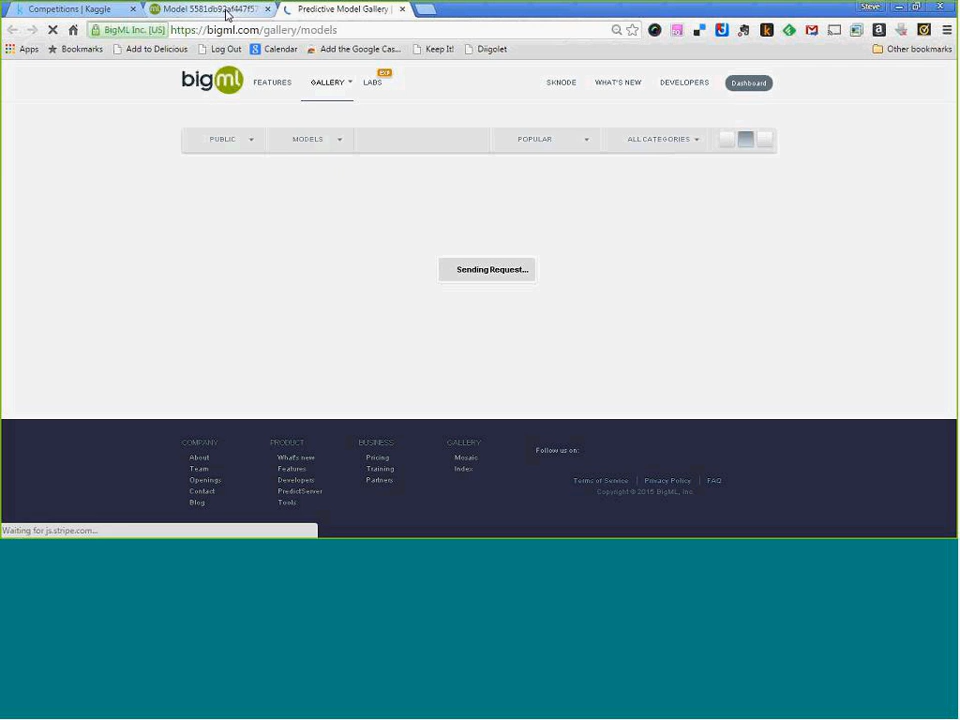 Competitions | Kaggle
Predictive Model Gallery |
Steve
BigML Inc. [US]
https://bigml.com/gallery/models
Apps
Bookmarks
Add to Delicious
Log Out
Calendar
Add the Google Cas...
Keep It!
Diigolet
Other bookmarks
bigml
FEATURES
GALLERY
LABS
EXP
SKNODE
WHAT'S NEW
DEVELOPERS
Dashboard
PUBLIC
MODELS
POPULAR
ALL CATEGORIES
Sending Request...
COMPANY
PRODUCT
BUSINESS
GALLERY
About
What's new
Pricing
Mosaic
Follow us on:
Team
Features
Training
Index
Openings
Developers
Partners
Terms of Service | Privacy Policy | FAQ
Contact
PredictServer
Copyright © 2015 BigML, Inc.
Blog
Tools
Waiting for js.stripe.com...